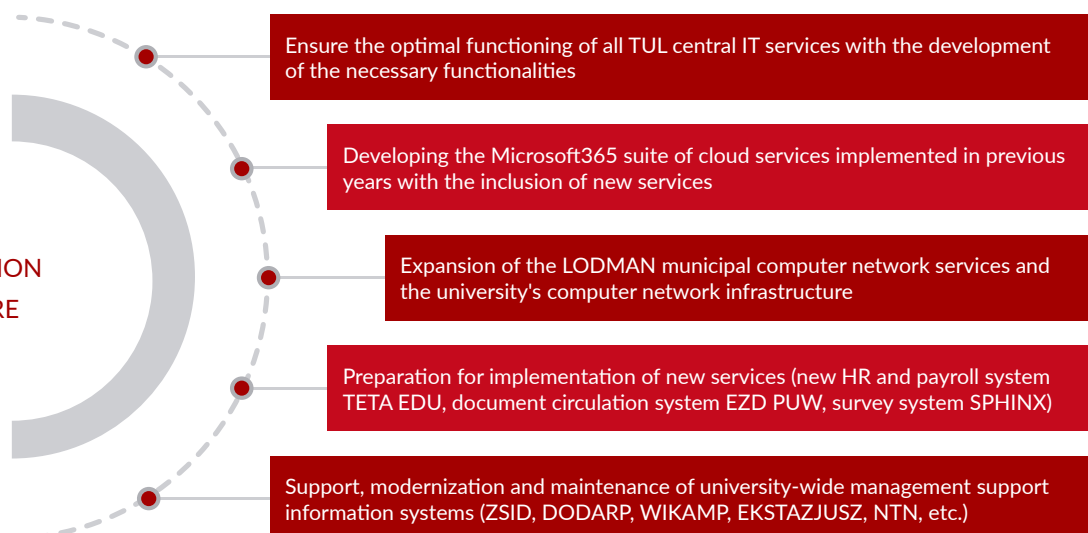 Ensure the optimal functioning of all TUL central IT services with the development
of the necessary functionalities
Developing the Microsoft365 suite of cloud services implemented in previous
years with the inclusion of new services
ION
RE
Expansion of the LODMAN municipal computer network services and
the university's computer network infrastructure
Preparation for implementation of new services (new HR and payroll system
TETA EDU, document circulation system EZD PUW, survey system SPHINX)
Support, modernization and maintenance of university-wide management support
information systems (ZSID, DODARP, WIKAMP, EKSTAZJUSZ, NTN, etc.)